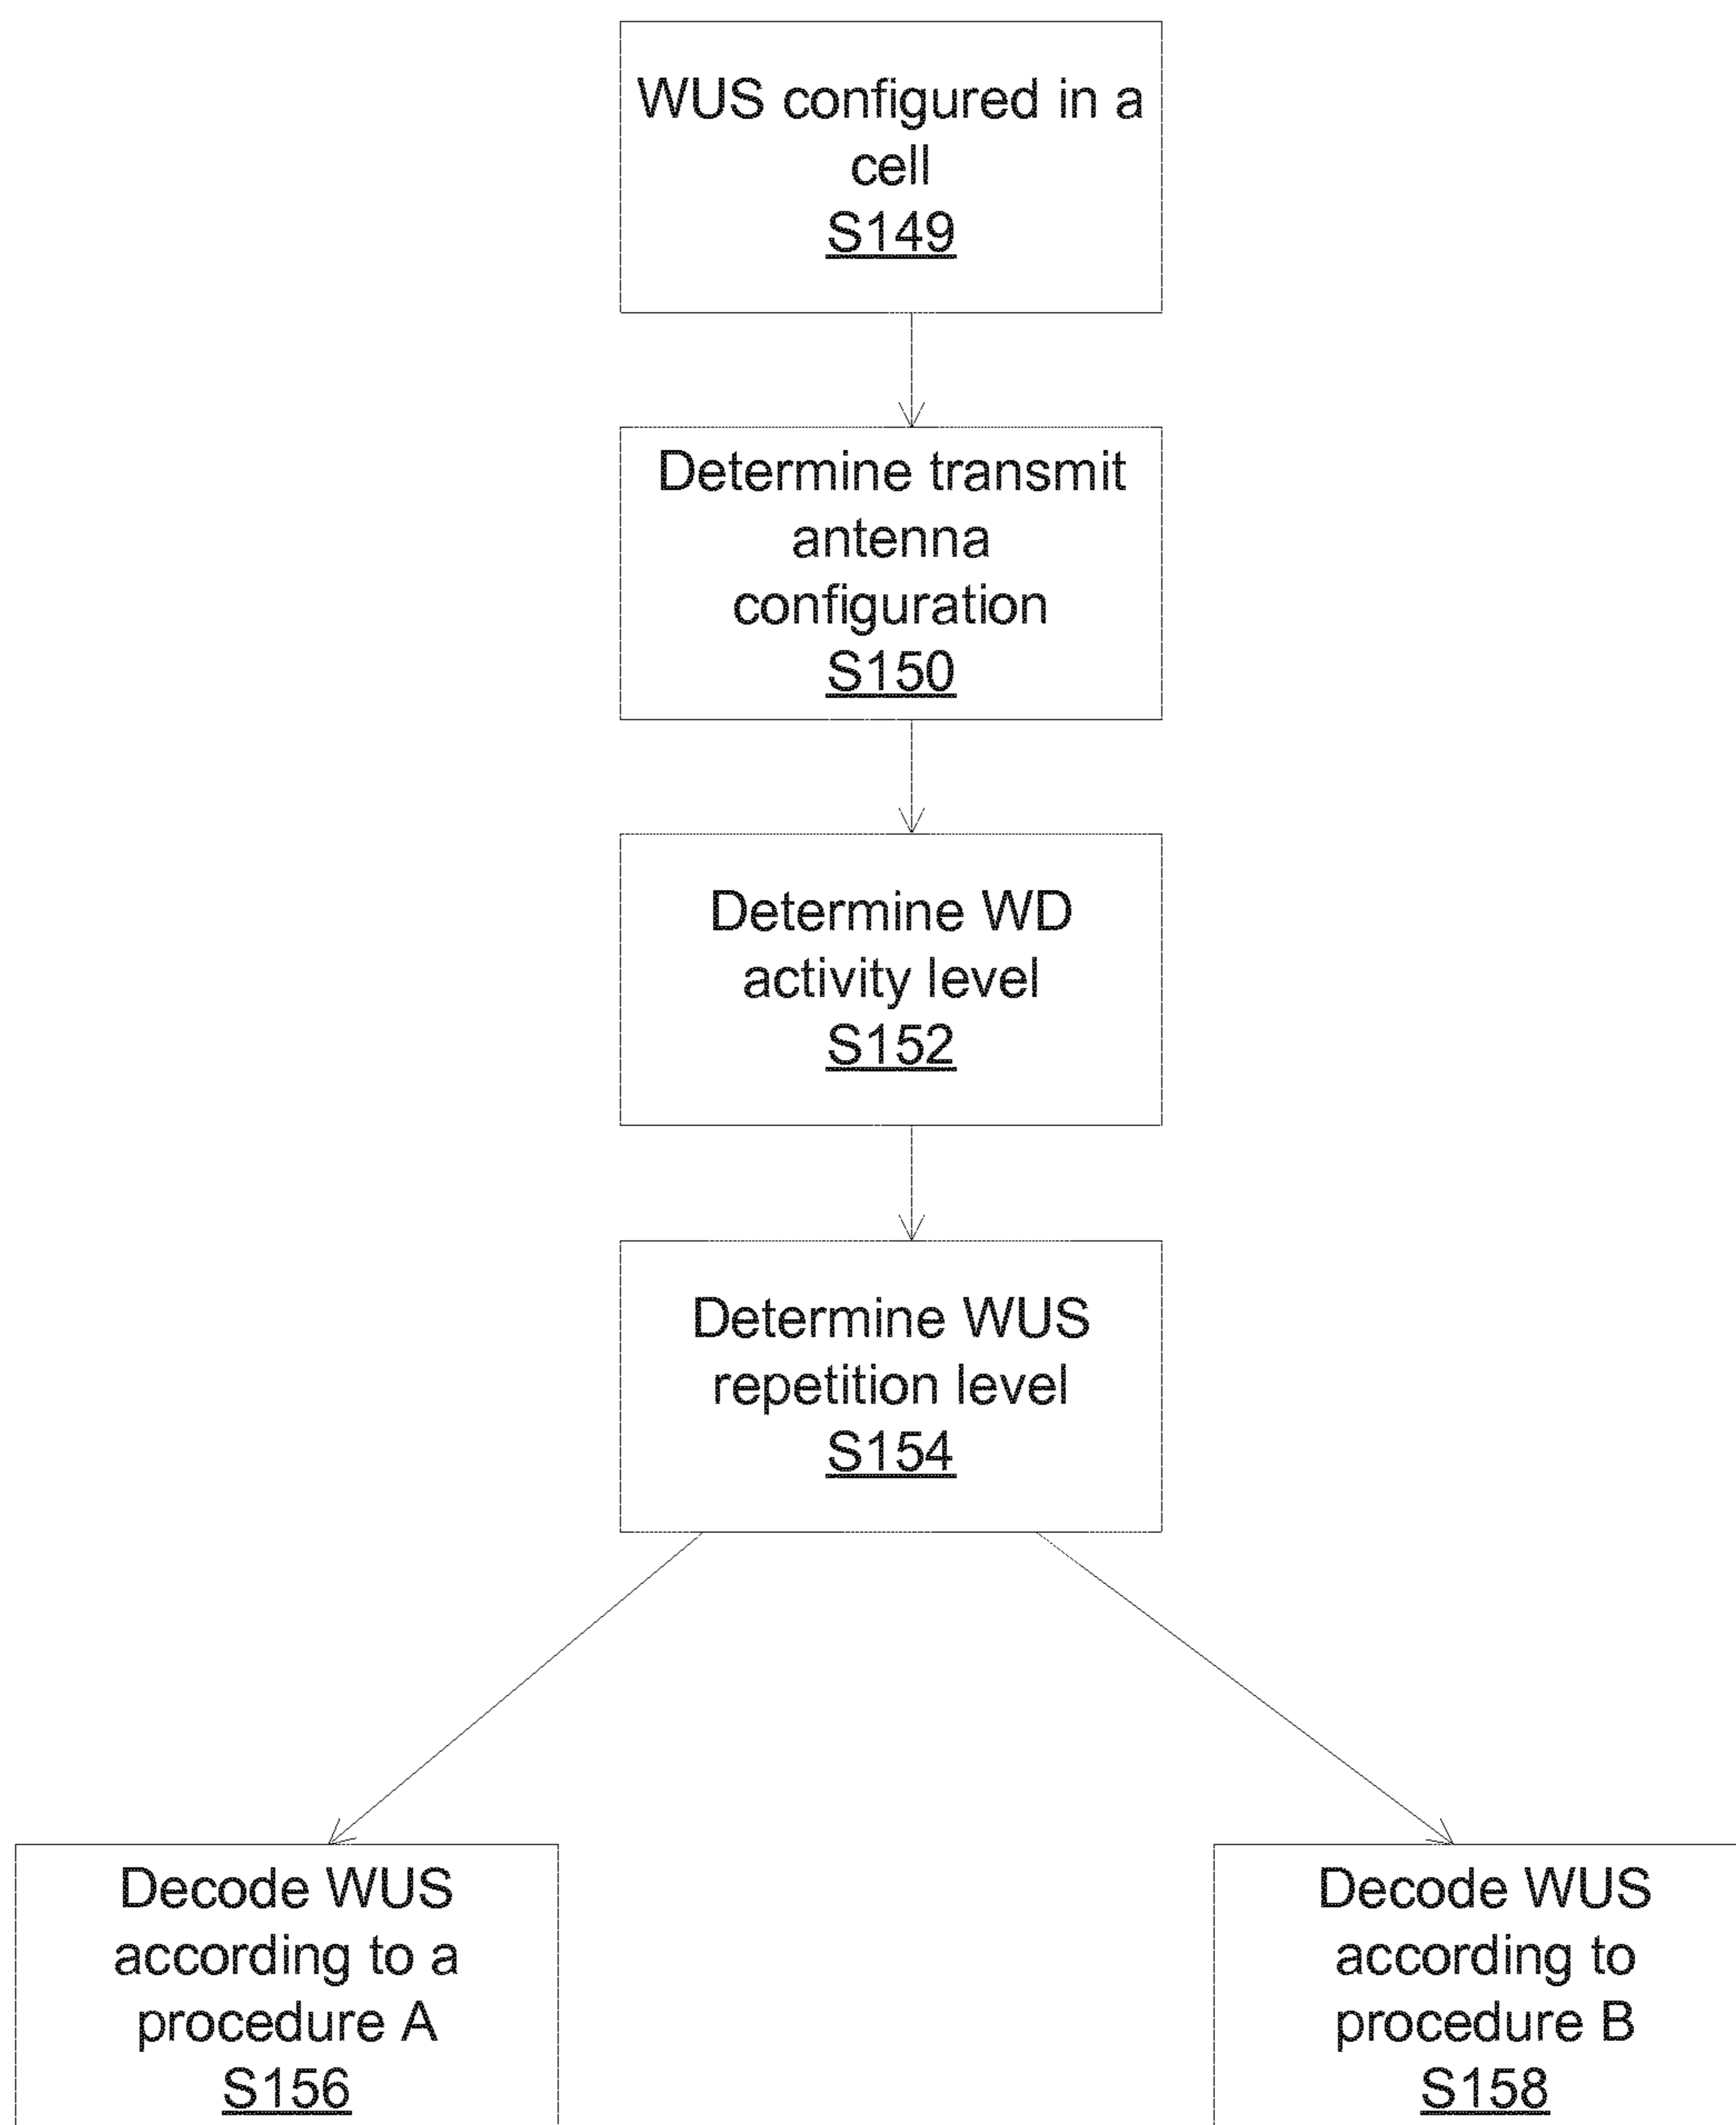 WUS configured in a
cell
S149
Determine transmit
antenna
configuration
S150
Determine WD
activity level
S152
Determine WUS
repetition level
S154
Decode WUS
according to a
procedure A
S156
Decode WUS
according to
procedure B
S158